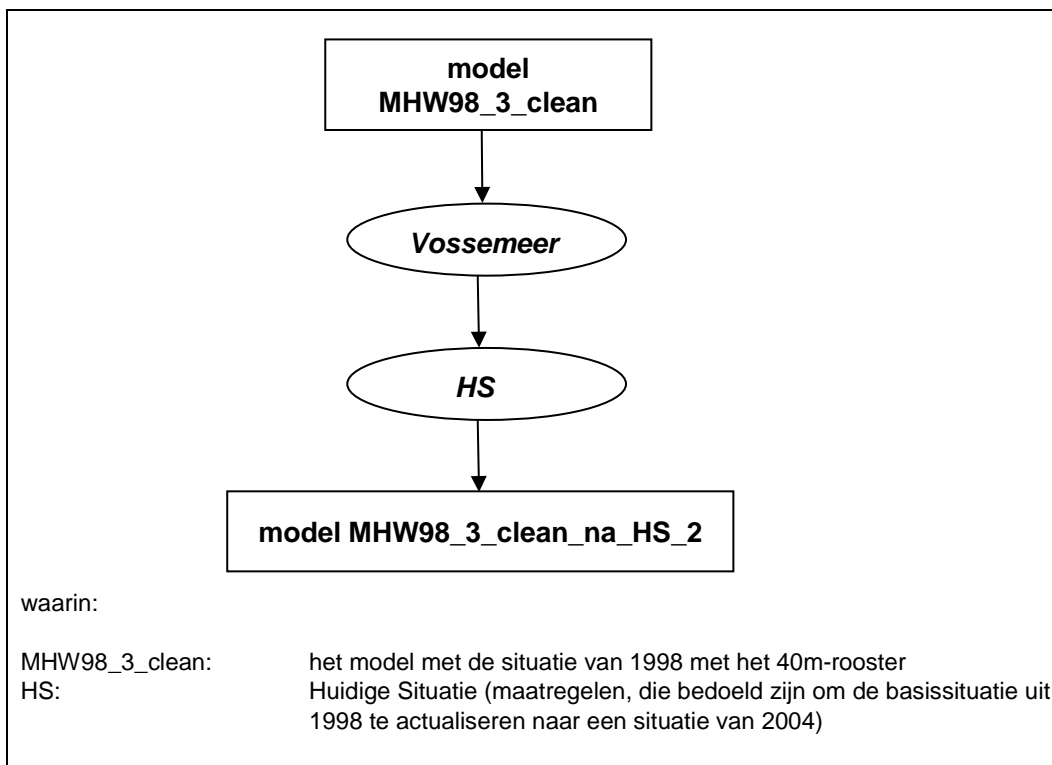 model
MHW98_3_clean
Vossemeer
HS
model MHW98_3_clean_na_HS_2
waarin:
MHW98_3_clean: het model met de situatie van 1998 met het 40m-rooster
HS: Huidige Situatie (maatregelen, die bedoeld zijn om de basissituatie uit
1998 te actualiseren naar een situatie van 2004)